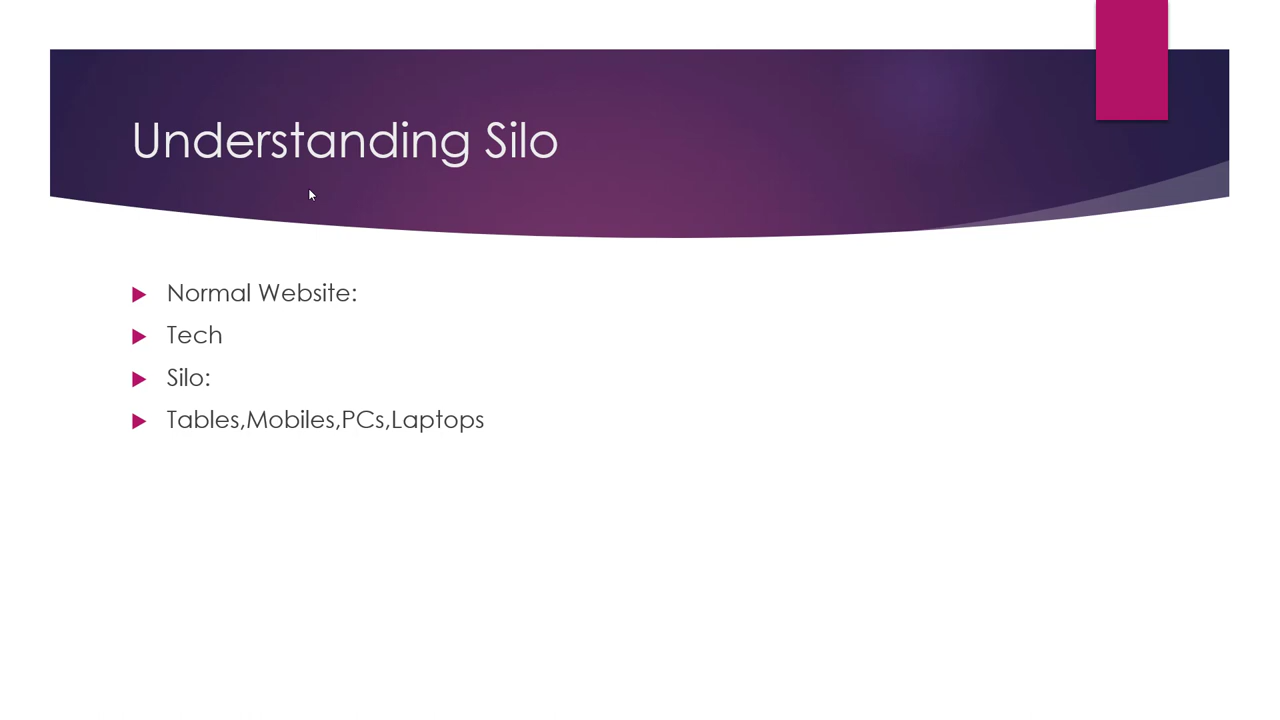 Understanding Silo
Normal Website:
Tech
Silo:
Tables,Mobiles,PCs,Laptops